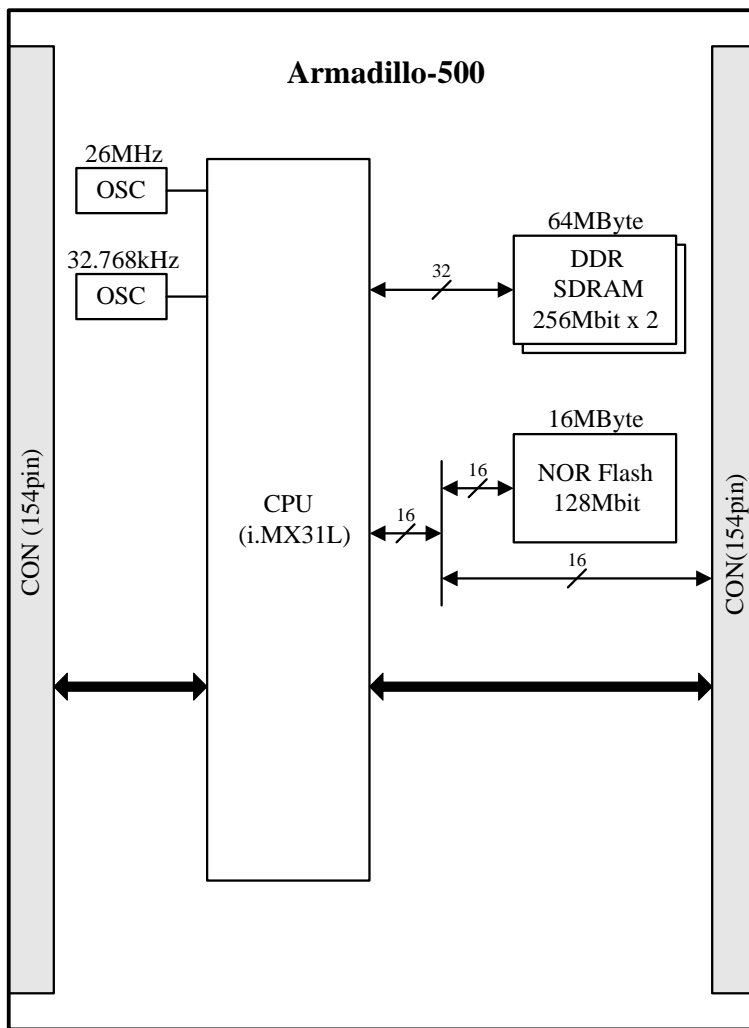 Armadillo-500
26MHz
OSC
32.768kHz
OSC
64MByte
DDR
SDRAM
256Mbit x 2
32
16MByte
NOR Flash
128Mbit
16
CPU
(i.MX31L)
16
16
CON (154pin)
CON(154pin)